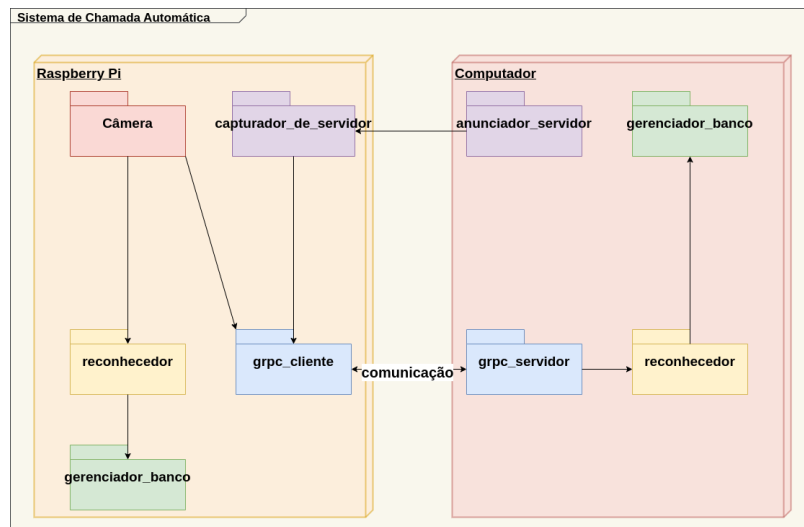 Sistema de Chamada Automática
Raspberry Pi
Computador
Câmera
capturador_de_servidor
anunciador_servidor
gerenciador_banco
reconhecedor
grpc_cliente
comunicação
grpc_servidor
reconhecedor
gerenciador_banco